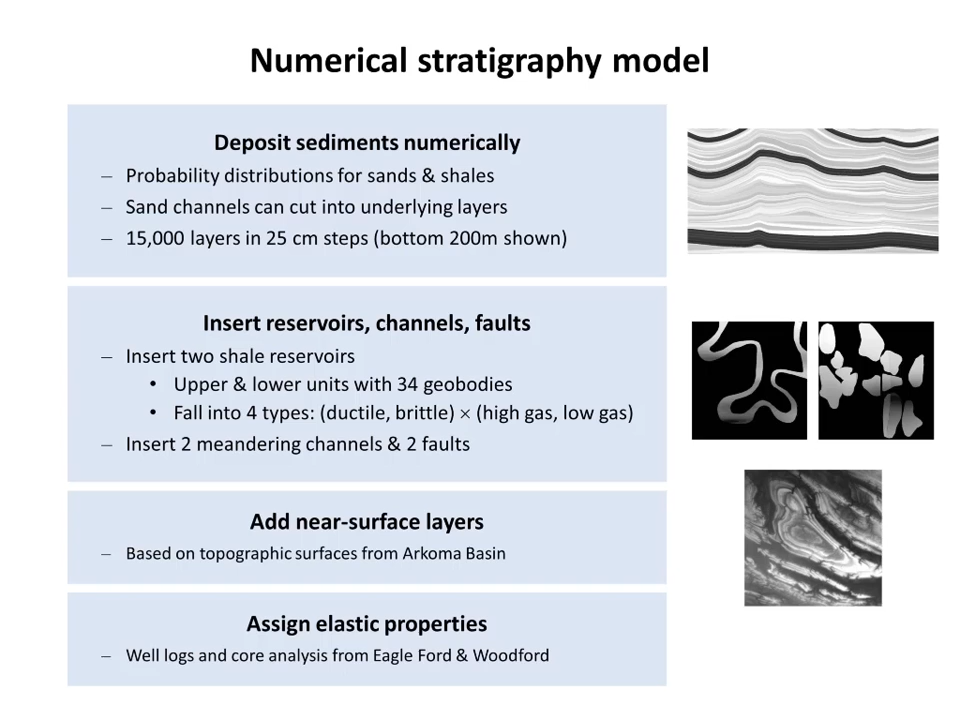 Numerical stratigraphy model
Deposit sediments numerically
– Probability distributions for sands & shales
– Sand channels can cut into underlying layers
– 15,000 layers in 25 cm steps (bottom 200m shown)
Insert reservoirs, channels, faults
– Insert two shale reservoirs
• Upper & lower units with 34 geobodies
• Fall into 4 types: (ductile, brittle) × (high gas, low gas)
– Insert 2 meandering channels & 2 faults
Add near-surface layers
– Based on topographic surfaces from Arkoma Basin
Assign elastic properties
– Well logs and core analysis from Eagle Ford & Woodford